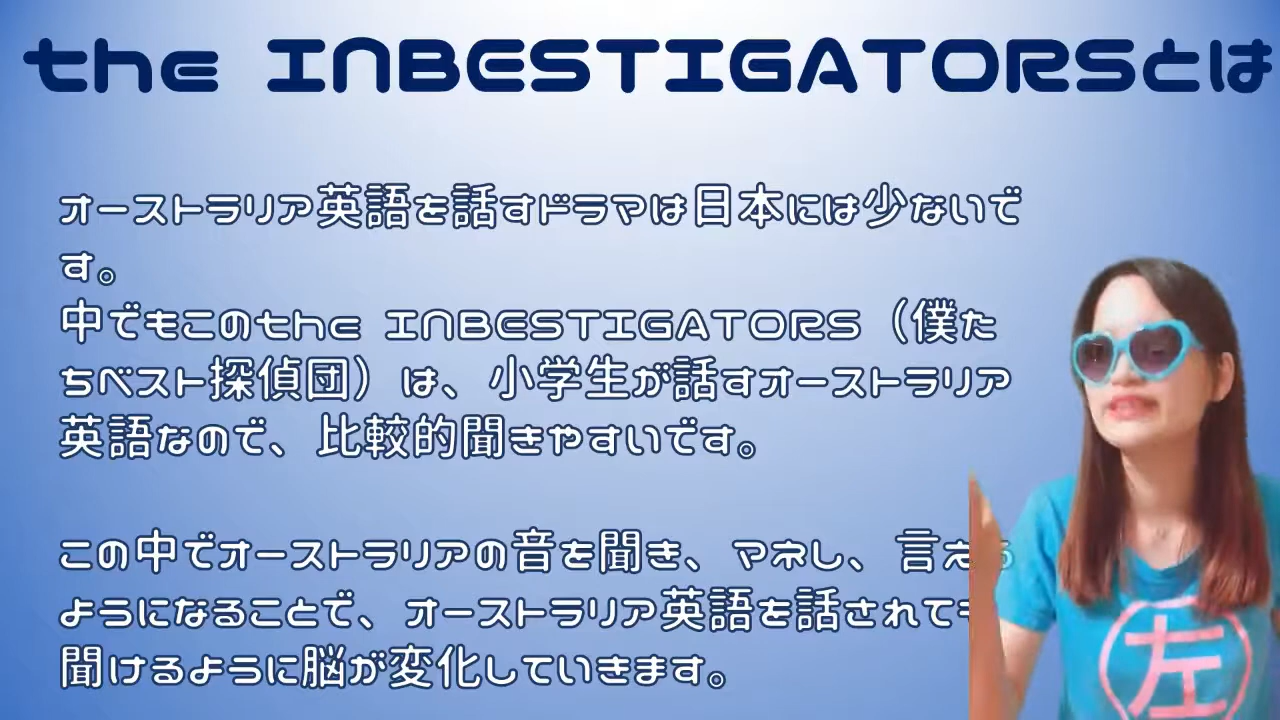 the INBESTIGATORSとは
オーストラリア英語を話すドラマは日本には少ないで
す。
中でもこのthe INBESTIGATORS（僕た
ちベスト探偵団）は、小学生が話すオーストラリア
英語なので、比較的聞きやすいです。
この中でオーストラリアの音を聞き、マネし、言える
ようになることで、オーストラリア英語を話されても
聞けるように脳が変化していきます。
左